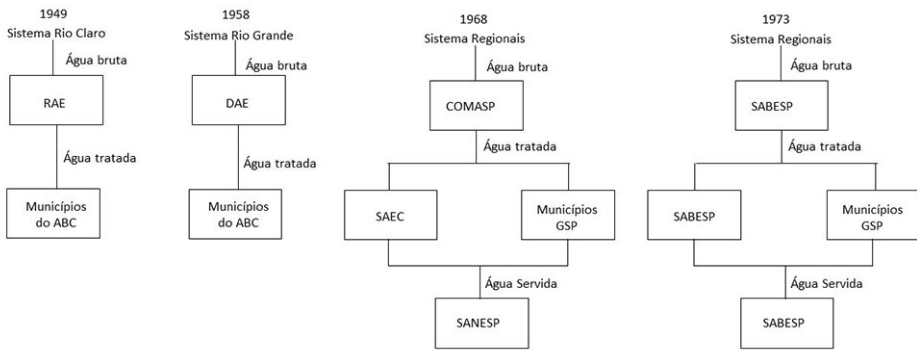 1949
Sistema Rio Claro
Água bruta
RAE
Água tratada
Municípios
do ABC
1958
Sistema Rio Grande
Água bruta
DAE
Água tratada
Municípios
do ABC
1968
Sistema Regionais
Água bruta
COMASP
Água tratada
SAEC
Municípios
GSP
Água Servida
SANESP
1973
Sistema Regionais
Água bruta
SABESP
Água tratada
SABESP
Municípios
GSP
Água Servida
SABESP